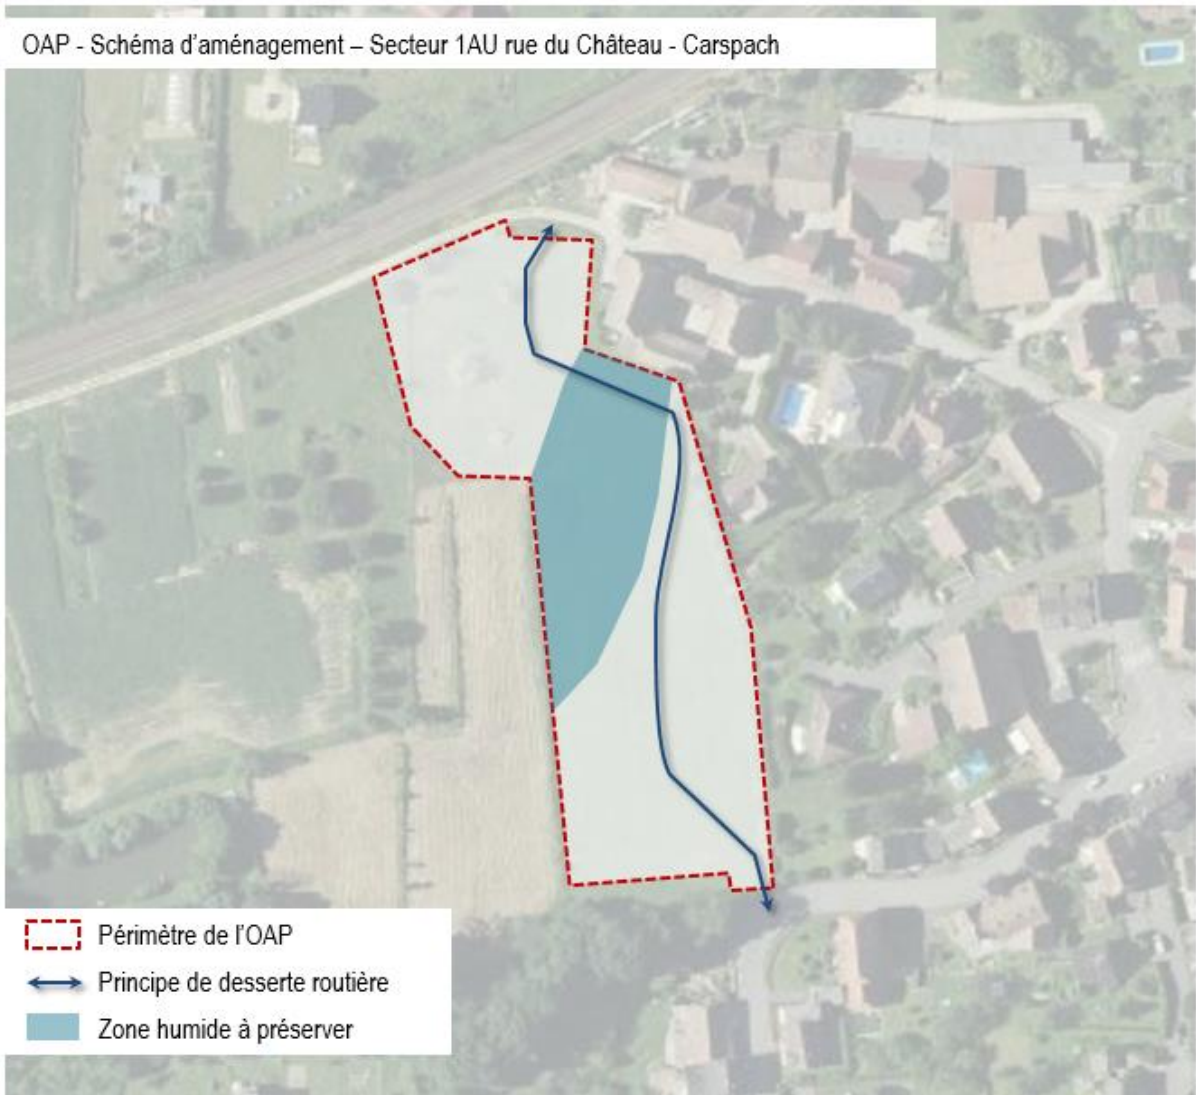 OAP - Schéma d’aménagement – Secteur 1AU rue du Château - Carspach
Périmètre de l’OAP
Principe de desserte routière
Zone humide à préserver